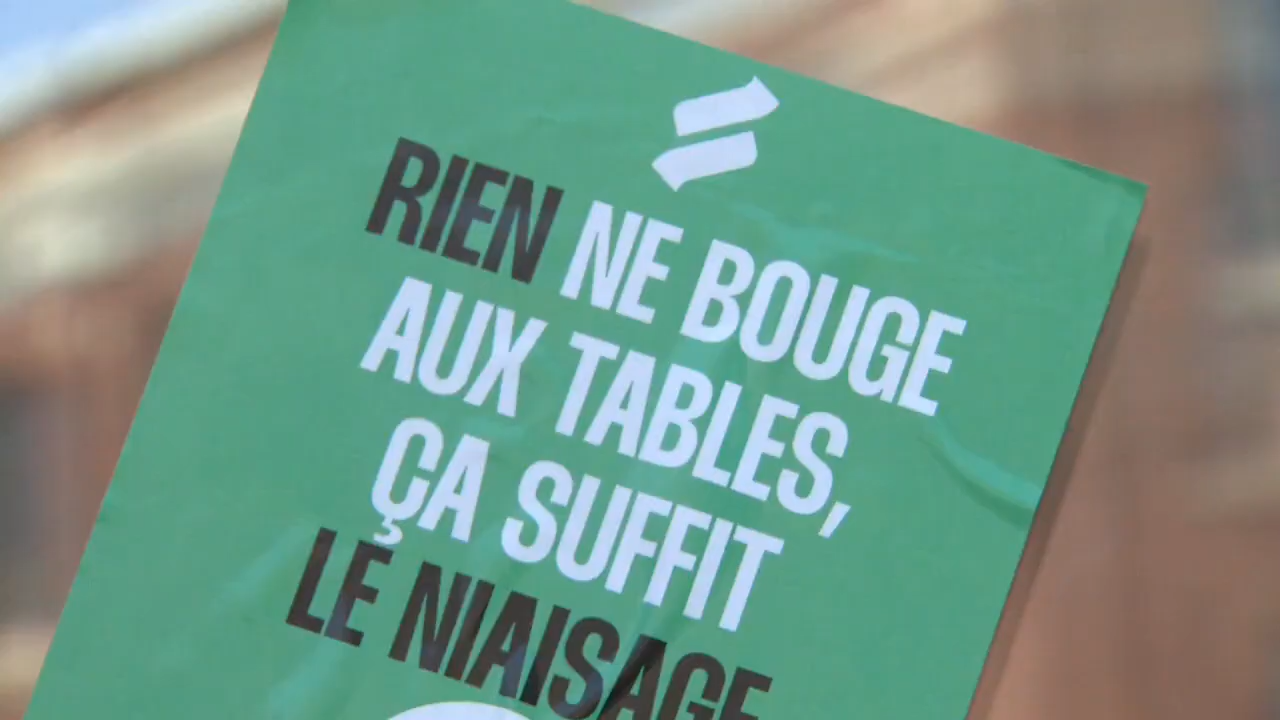 RIEN NE BOUGE
AUX TABLES,
ÇA SUFFIT
LE NIAISAGE